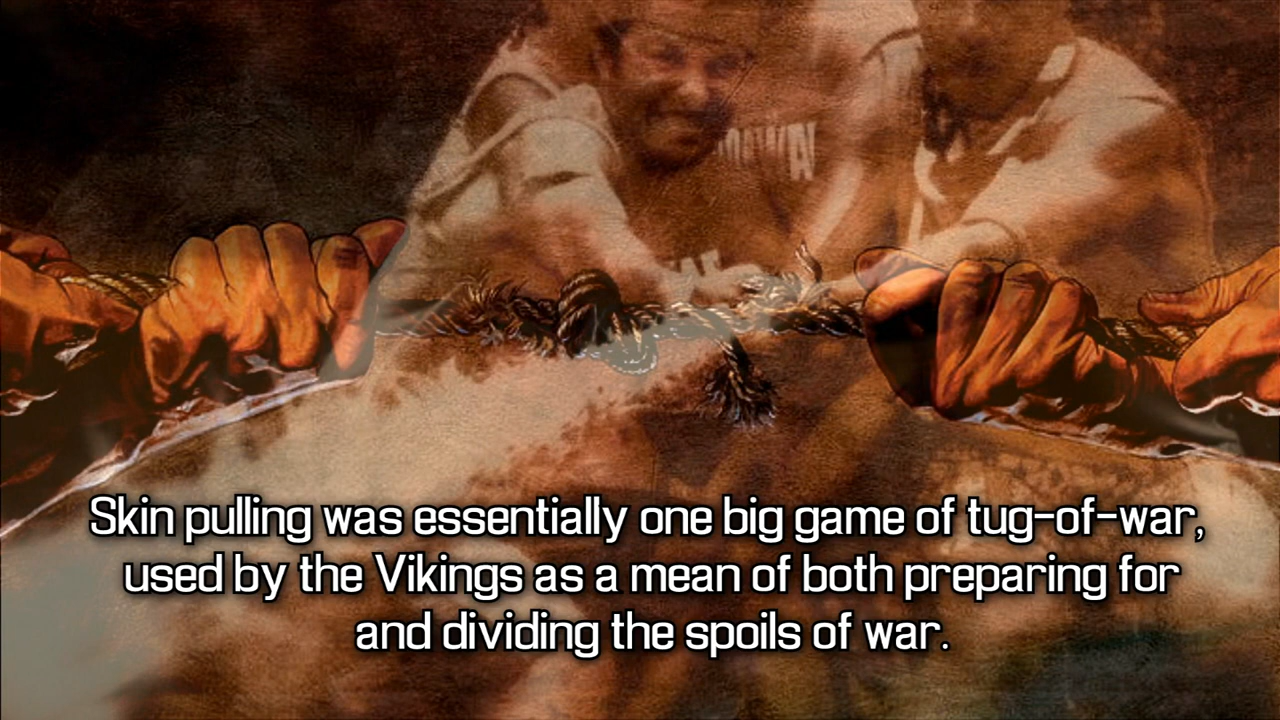 Skin pulling was essentially one big game of tug-of-war,
used by the Vikings as a mean of both preparing for
and dividing the spoils of war.